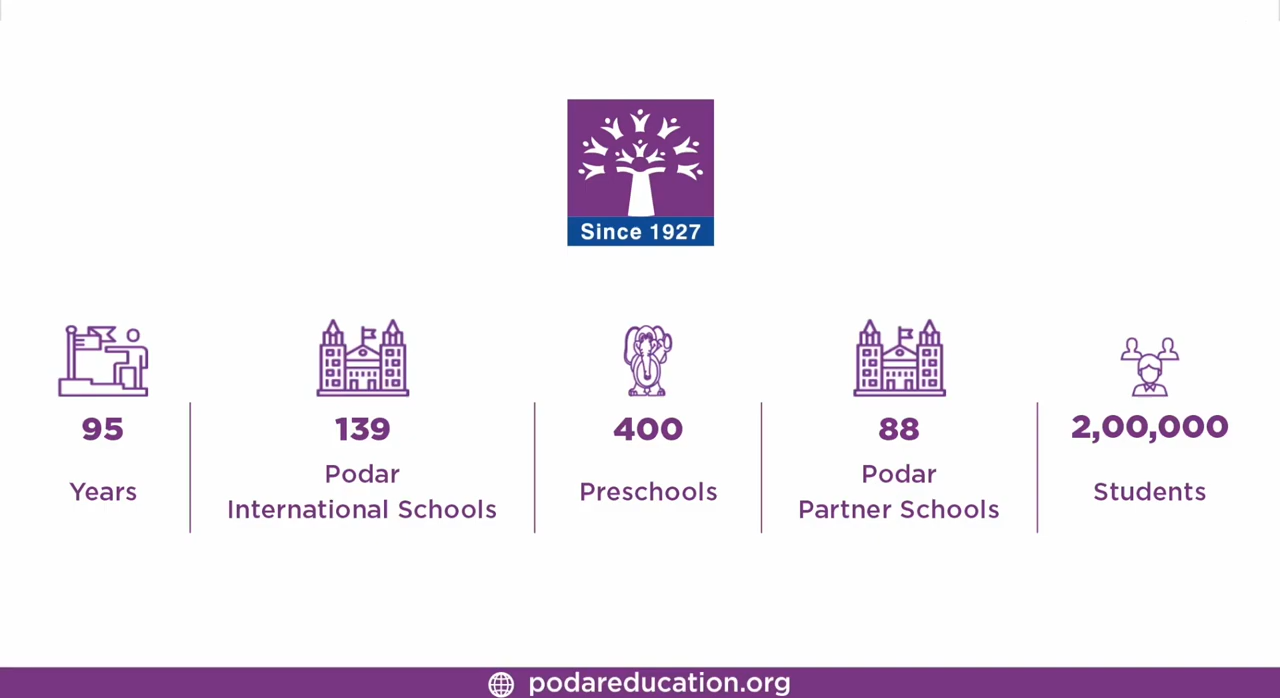 Since 1927
95
Years
139
Podar
International Schools
400
Preschools
88
Podar
Partner Schools
2,00,000
Students
podareducation.org